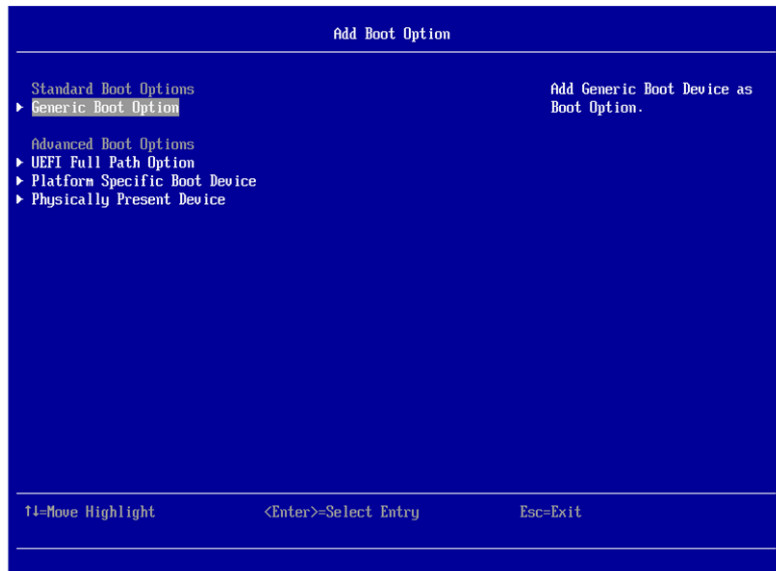 Add Boot Option
Standard Boot Options
Generic Boot Option
Add Generic Boot Device as
Boot Option.
Advanced Boot Options
UEFI Full Path Option
Platform Specific Boot Device
Physically Present Device
↑↓=Move Highlight
<Enter>=Select Entry
Esc=Exit